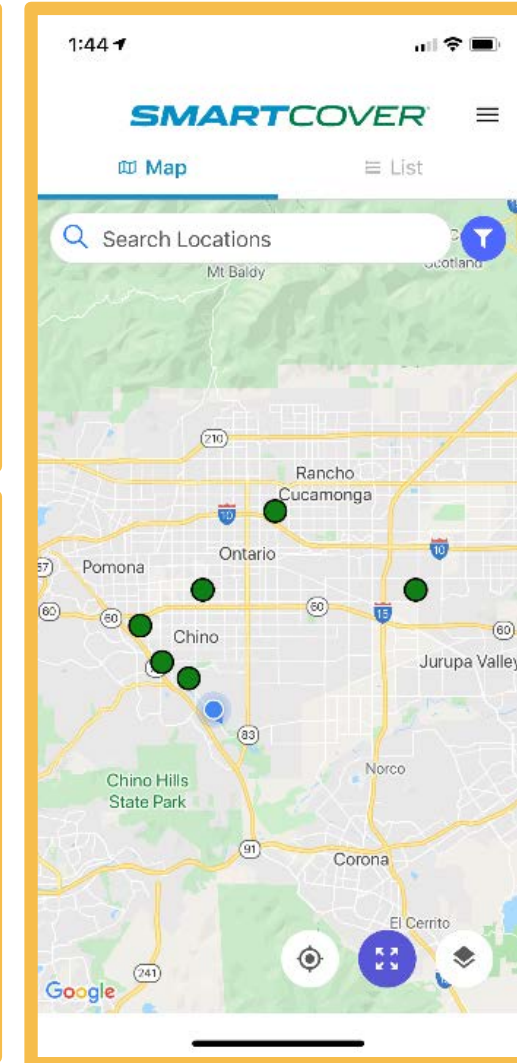 1:44
SMARTCOVER
Map
List
Search Locations
Mt Baldy
Scotland
210
Rancho
Cucamonga
10
Ontario
10
57
Pomona
60
60
60
15
60
Chino
Jurupa Valley
83
Norco
Chino Hills
State Park
91
Corona
El Cerrito
241
Google